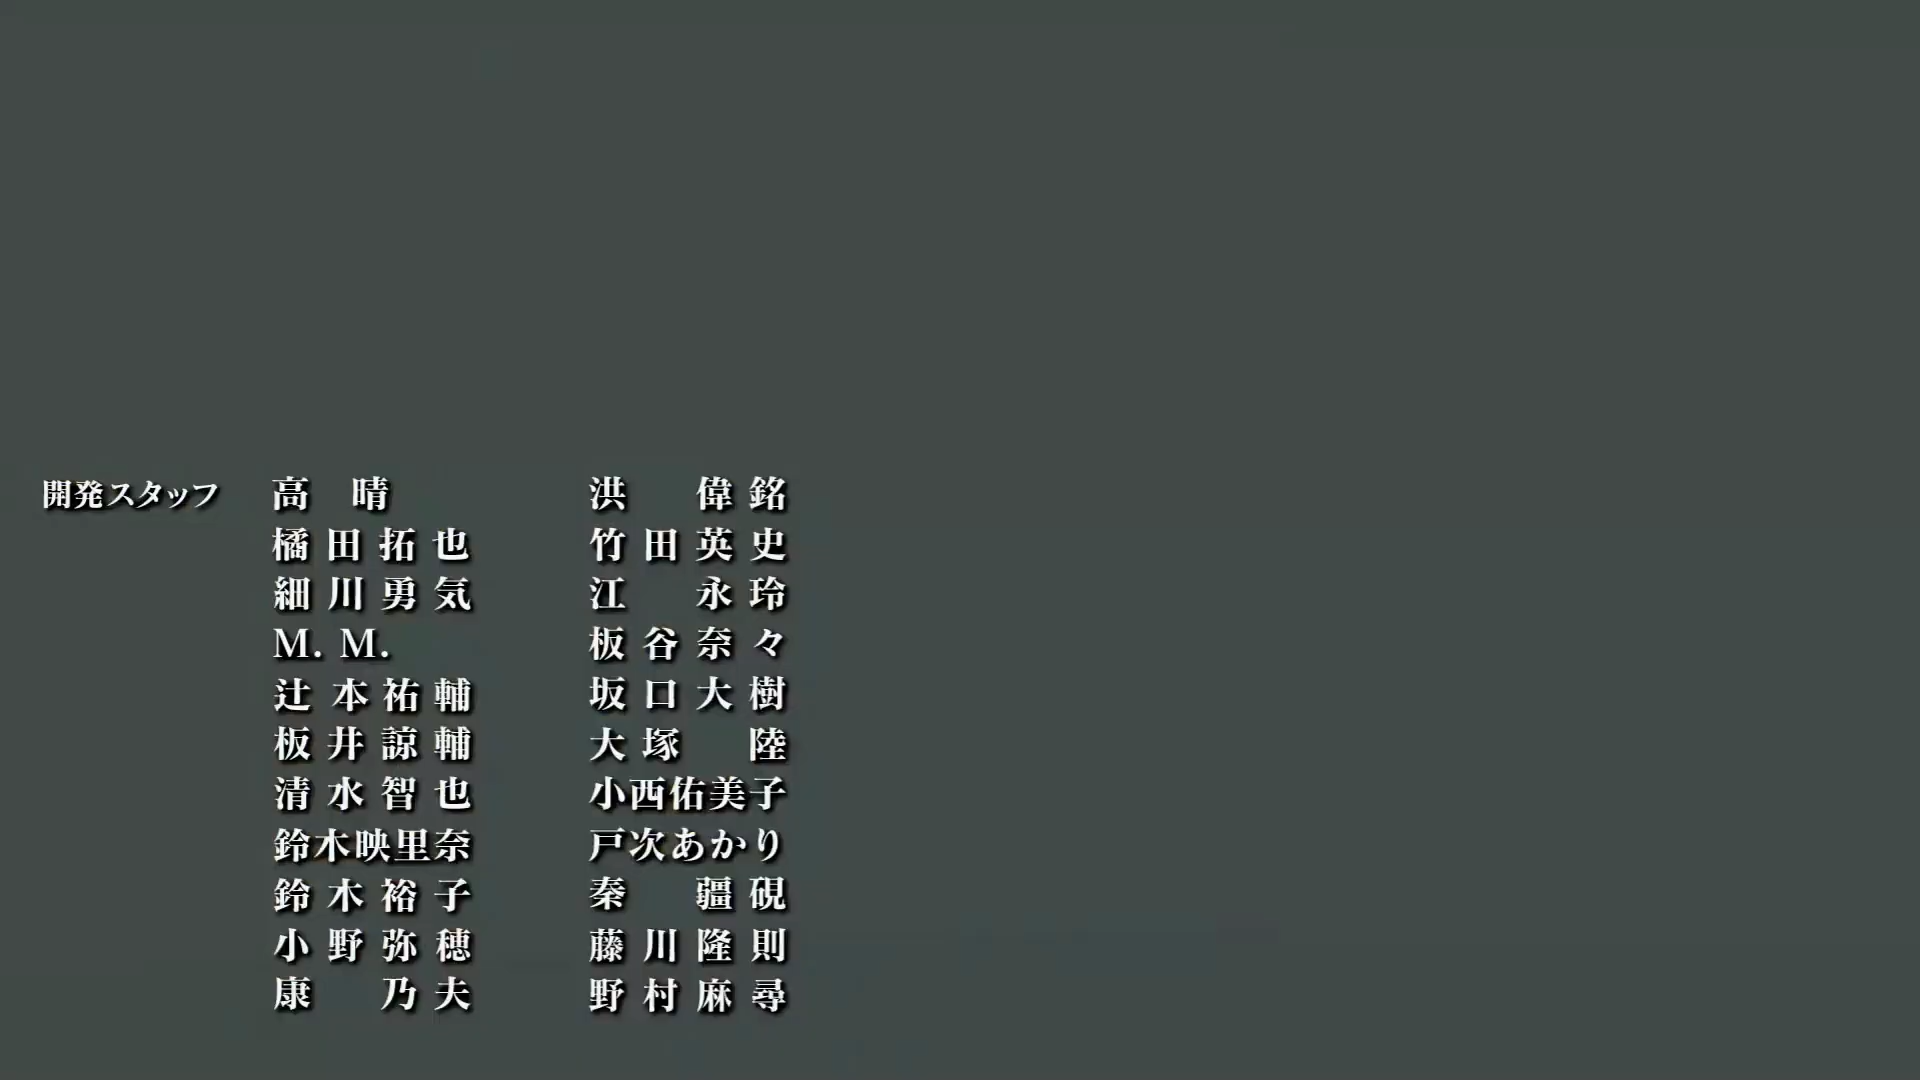 開発スタッフ 高 晴 洪 偉銘
橘田拓也 竹田英史
細川勇気 江 永玲
M. M. 板谷奈々
辻本祐輔 坂口大樹
板井諒輔 大塚 陸
清水智也 小西佑美子
鈴木映里奈 戸次あかり
鈴木裕子 秦 疆硯
小野弥穂 藤川隆則
康 乃夫 野村麻尋